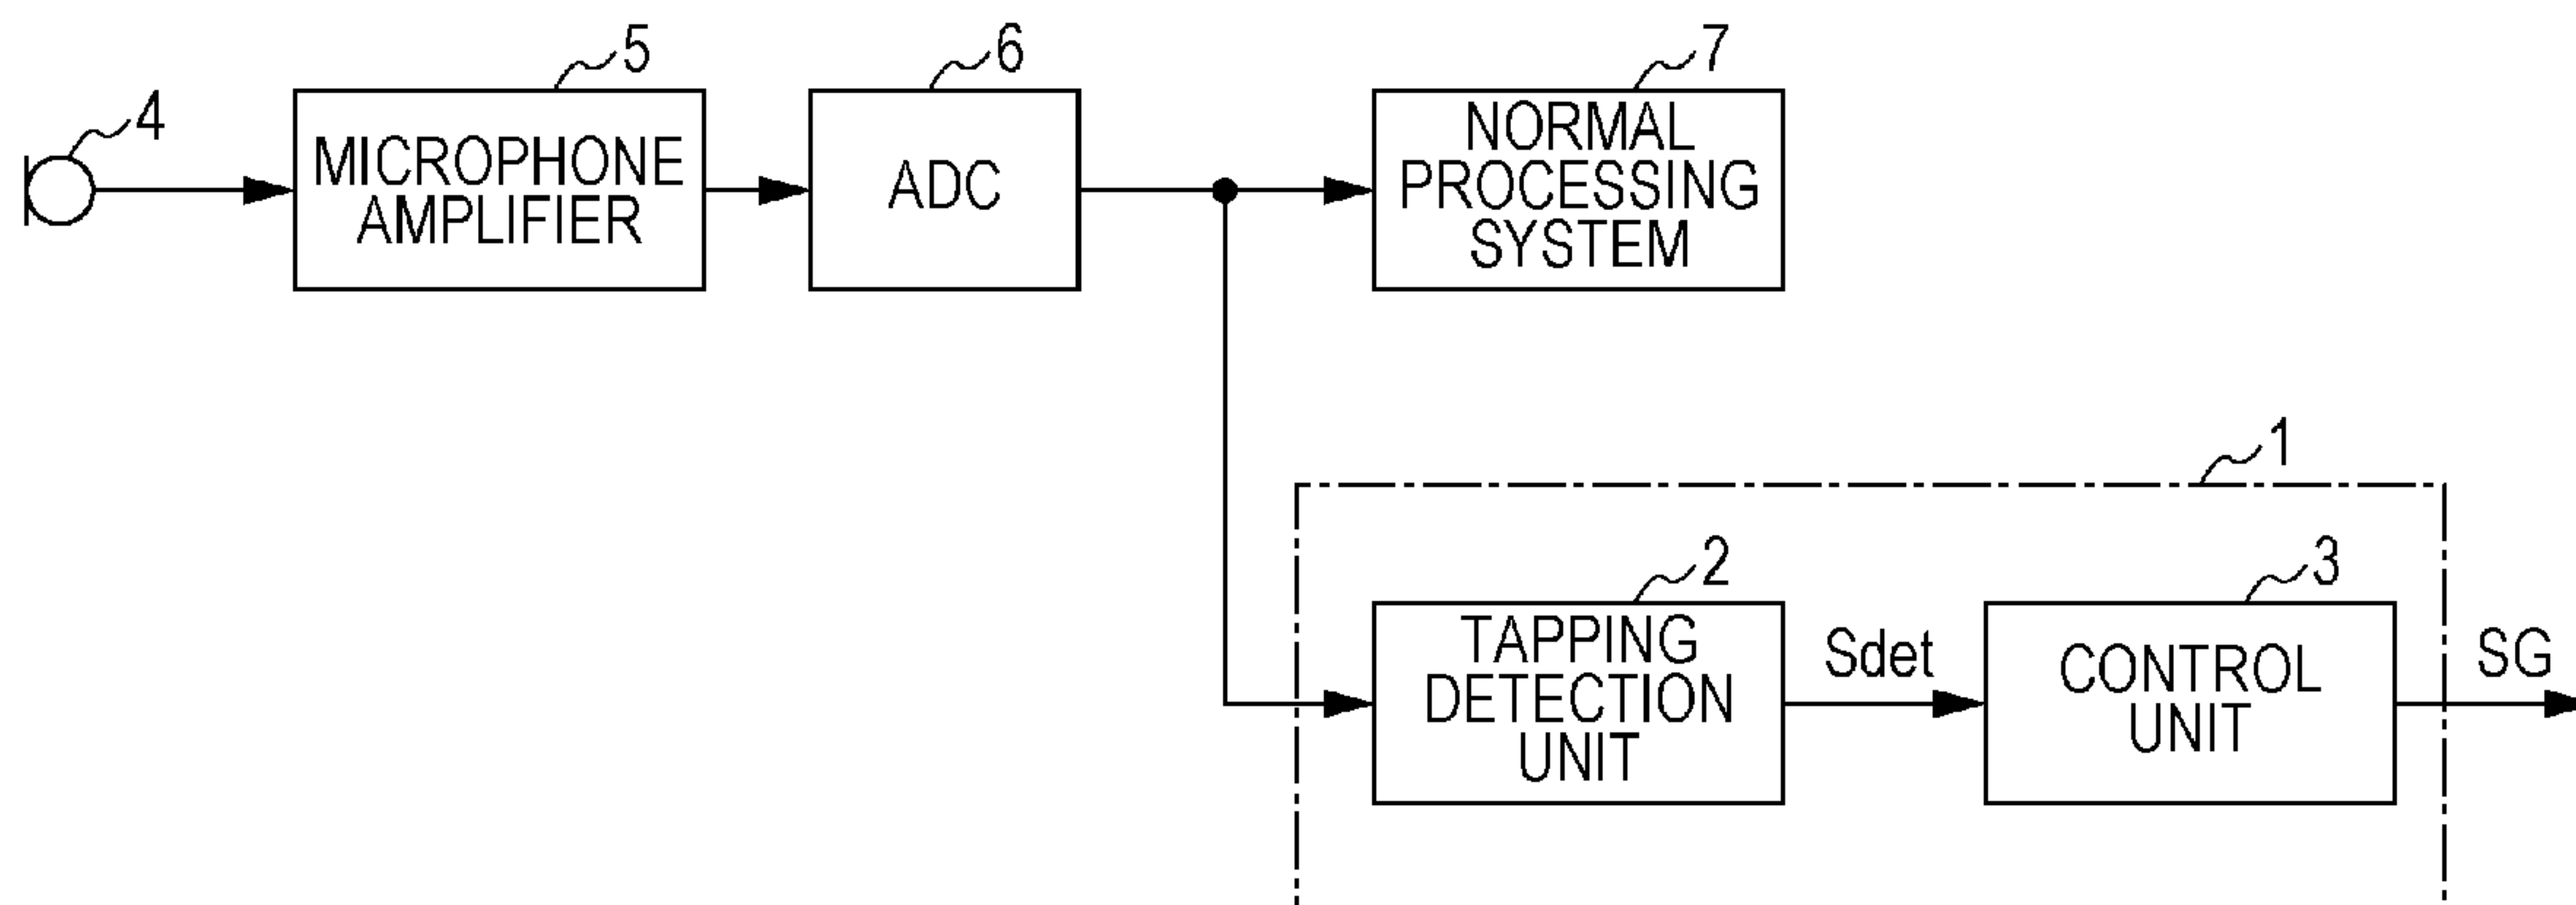 4
5
6
7
MICROPHONE
AMPLIFIER
ADC
NORMAL
PROCESSING
SYSTEM
1
2
3
TAPPING
DETECTION
UNIT
Sdet
CONTROL
UNIT
SG